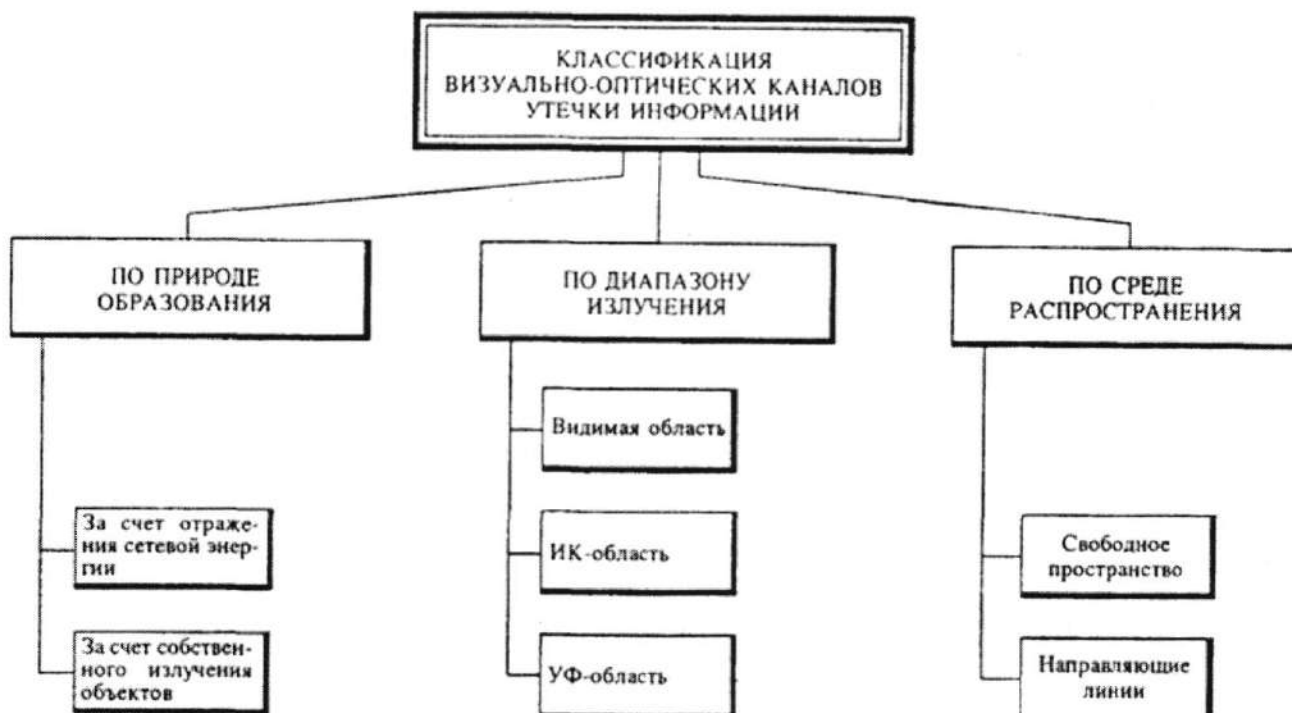 КЛАССИФИКАЦИЯ
ВИЗУАЛЬНО-ОПТИЧЕСКИХ КАНАЛОВ
УТЕЧКИ ИНФОРМАЦИИ
ПО ПРИРОДЕ
ОБРАЗОВАНИЯ
За счет отраже-
ния сетевой энер-
гии
За счет собствен-
ного излучения
объектов
ПО ДИАПАЗОНУ
ИЗЛУЧЕНИЯ
Видимая область
ИК-область
УФ-область
ПО СРЕДЕ
РАСПРОСТРАНЕНИЯ
Свободное
пространство
Направляющие
линии